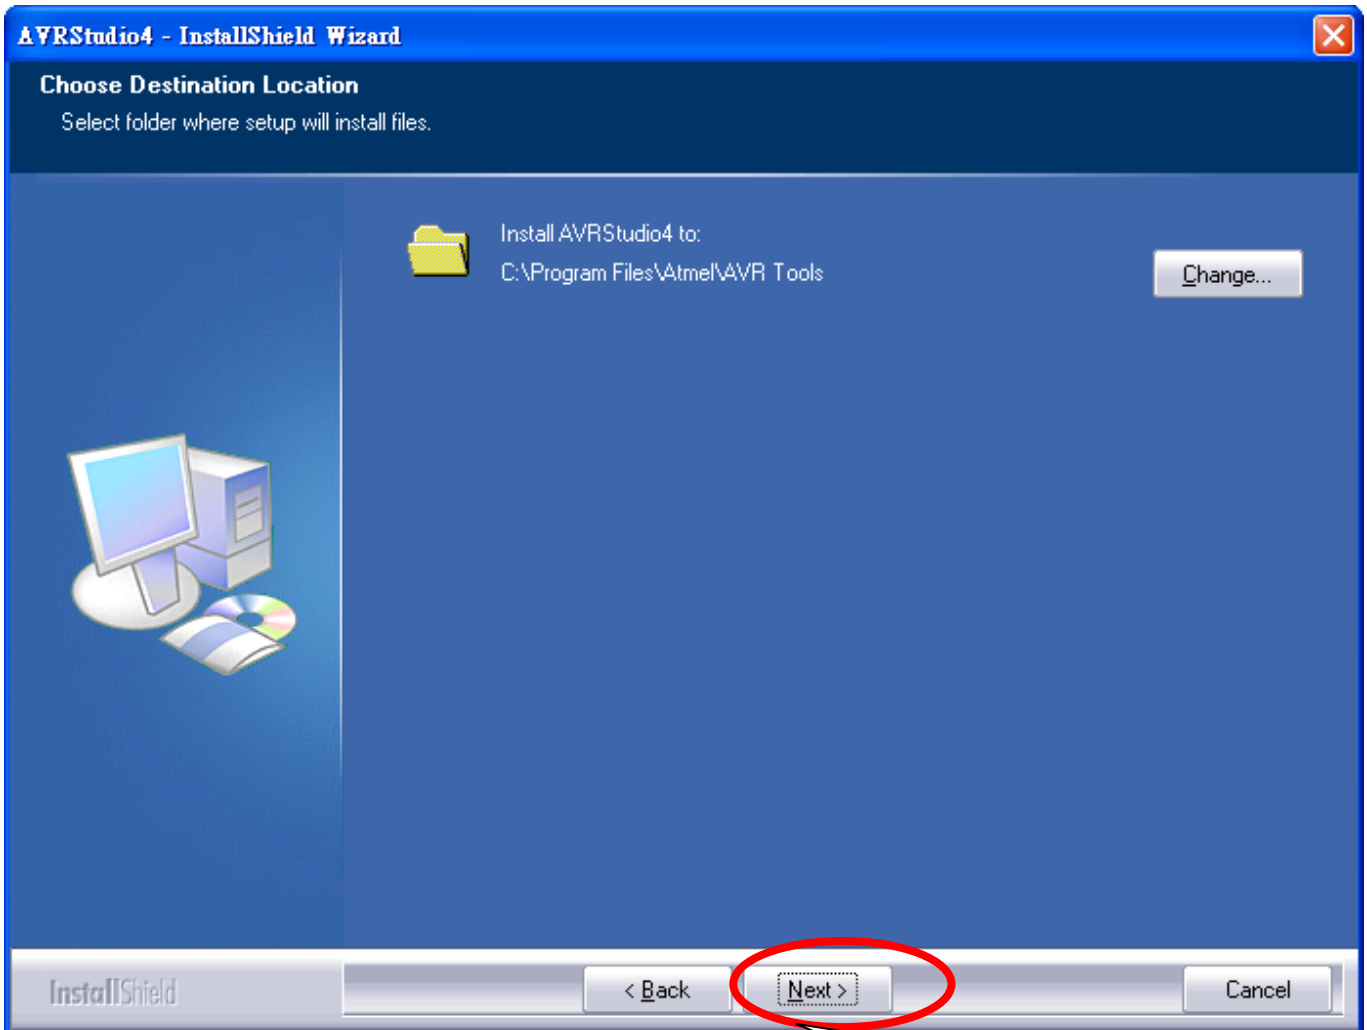 AVRStudio4 - InstallShield Wizard
Choose Destination Location
Select folder where setup will install files.
Install AVRStudio4 to:
C:\Program Files\Atmel\AVR Tools
Change...
InstallShield
< Back
Next >
Cancel